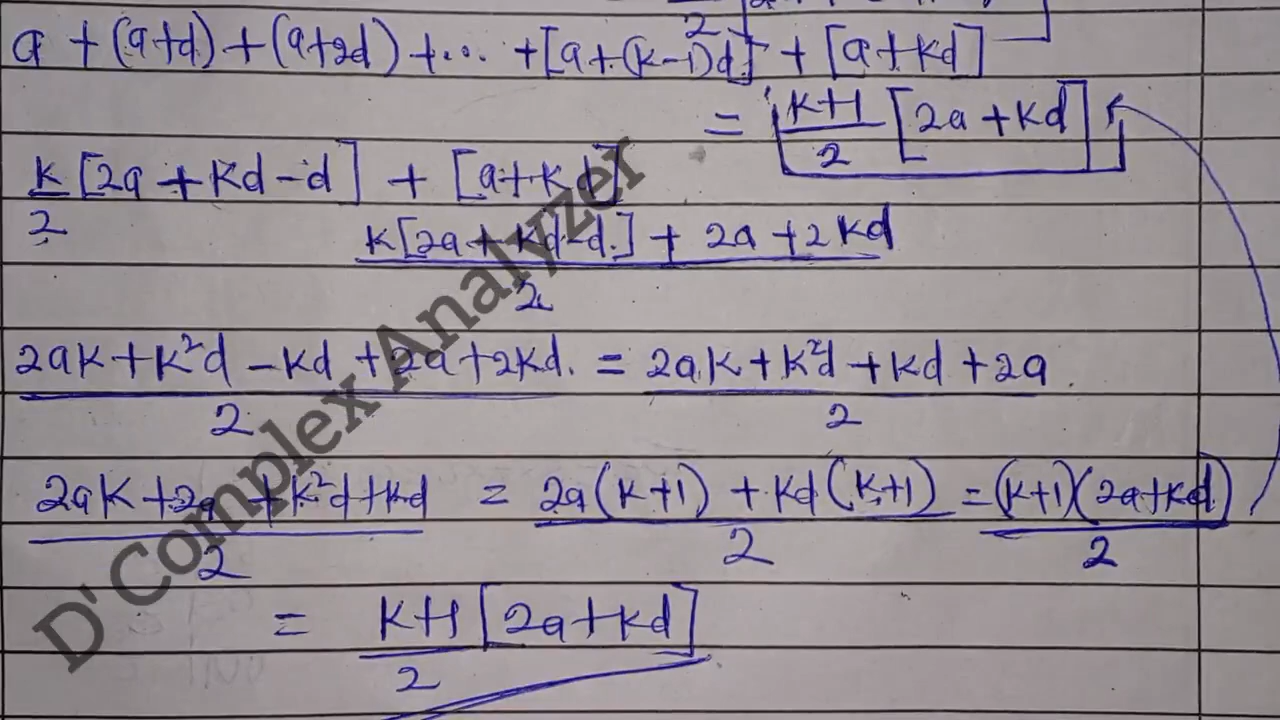 a + (a+d) + (a+2d) + ... + [a+(k-1)d] + [a+kd]
= k+1/2 [2a+kd]
k/2 [2a+kd-d] + [a+kd]
k[2a+kd-d] + 2a+2kd / 2
2ak+k²d-kd+2a+2kd / 2 = 2ak+k²d+kd+2a / 2
2ak+2a+k²d+kd / 2 = 2a(k+1)+kd(k+1) / 2 = (k+1)(2a+kd) / 2
= k+1/2 [2a+kd]
D' Complex Analyzer